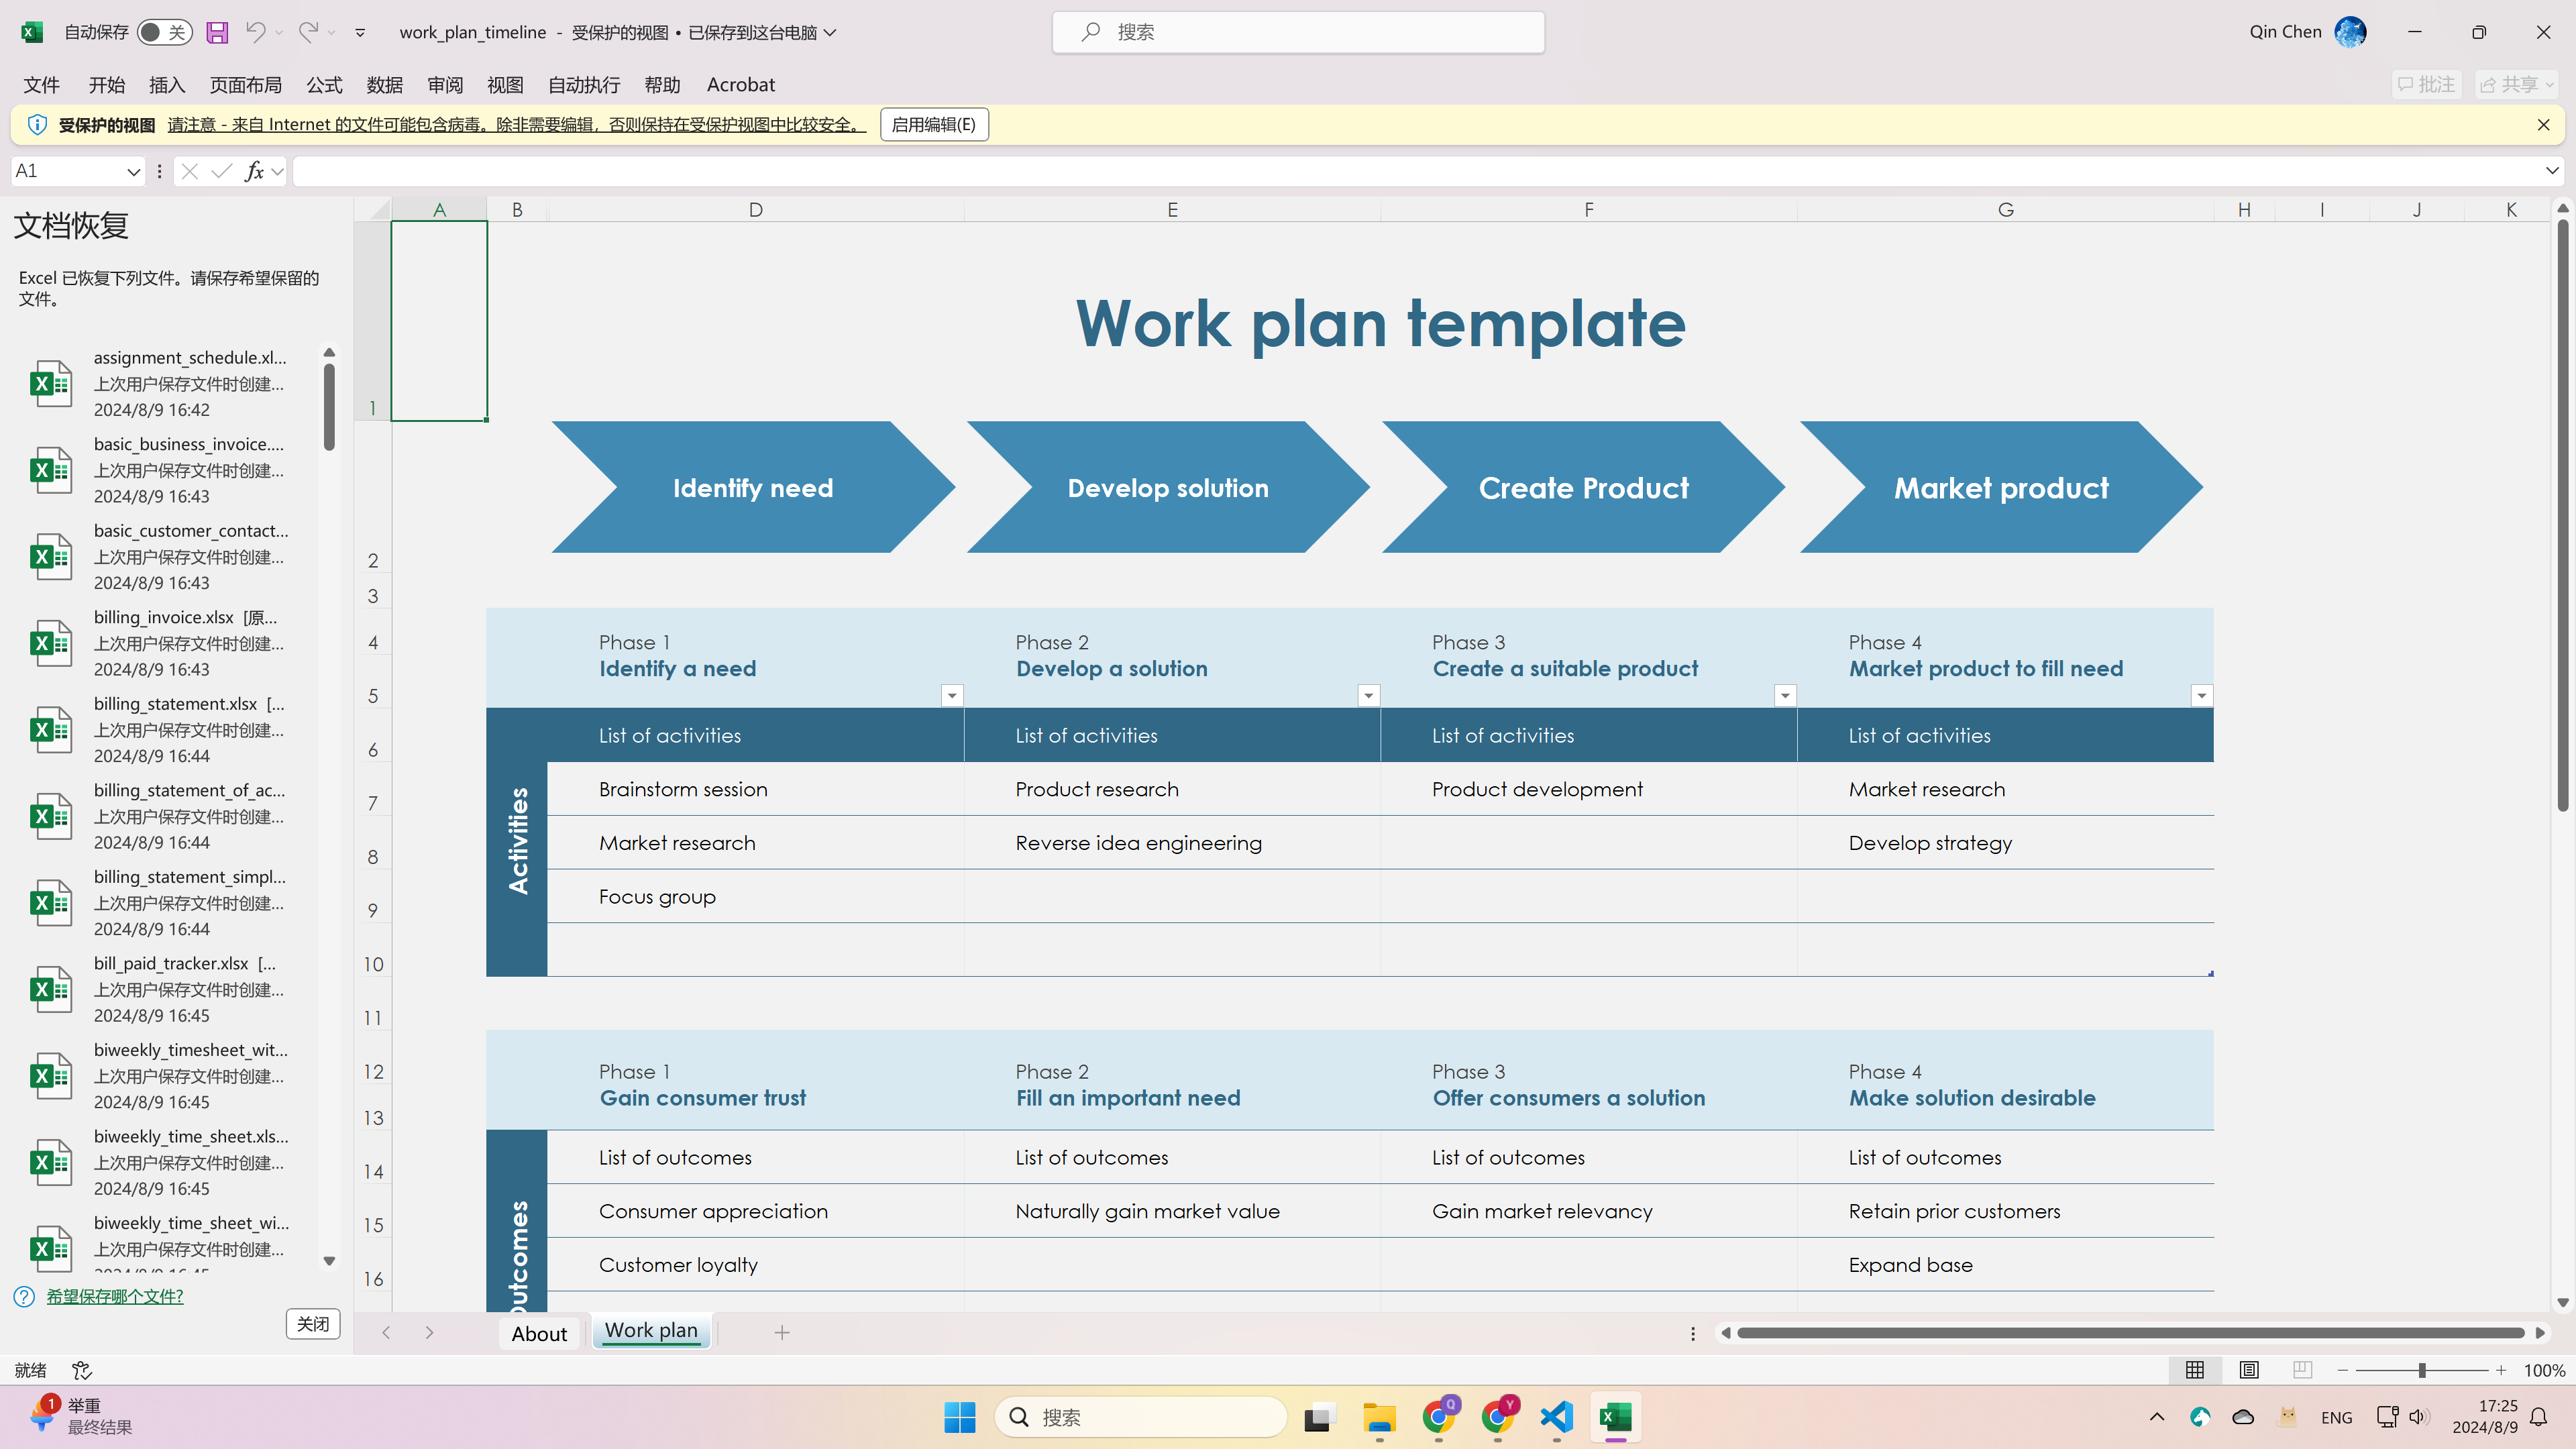 自动保存 关 work_plan_timeline - 受保护的视图 • 已保存到这台电脑 搜索 Qin Chen
文件 开始 插入 页面布局 公式 数据 审阅 视图 自动执行 帮助 Acrobat 批注 共享
受保护的视图 请注意 - 来自 Internet 的文件可能包含病毒。除非需要编辑，否则保持在受保护视图中比较安全。 启用编辑(E)
A1 fx
文档恢复
Excel 已恢复下列文件。请保存希望保留的
文件。
assignment_schedule.xl...
上次用户保存文件时创建...
2024/8/9 16:42
basic_business_invoice....
上次用户保存文件时创建...
2024/8/9 16:43
basic_customer_contact...
上次用户保存文件时创建...
2024/8/9 16:43
billing_invoice.xlsx [原...
上次用户保存文件时创建...
2024/8/9 16:43
billing_statement.xlsx [...
上次用户保存文件时创建...
2024/8/9 16:44
billing_statement_of_ac...
上次用户保存文件时创建...
2024/8/9 16:44
billing_statement_simpl...
上次用户保存文件时创建...
2024/8/9 16:44
bill_paid_tracker.xlsx [...
上次用户保存文件时创建...
2024/8/9 16:45
biweekly_timesheet_wit...
上次用户保存文件时创建...
2024/8/9 16:45
biweekly_time_sheet.xls...
上次用户保存文件时创建...
2024/8/9 16:45
biweekly_time_sheet_wi...
上次用户保存文件时创建...
希望保存哪个文件?
关闭
A B D E F G H I J K
1
Work plan template
2
Identify need Develop solution Create Product Market product
3
4 Phase 1 Phase 2 Phase 3 Phase 4
5 Identify a need Develop a solution Create a suitable product Market product to fill need
Activities
6 List of activities List of activities List of activities List of activities
7 Brainstorm session Product research Product development Market research
8 Market research Reverse idea engineering Develop strategy
9 Focus group
10
11
12 Phase 1 Phase 2 Phase 3 Phase 4
13 Gain consumer trust Fill an important need Offer consumers a solution Make solution desirable
Outcomes
14 List of outcomes List of outcomes List of outcomes List of outcomes
15 Consumer appreciation Naturally gain market value Gain market relevancy Retain prior customers
16 Customer loyalty Expand base
About Work plan
就绪 100%
1 举重
最终结果
搜索
Q Y
ENG
17:25
2024/8/9